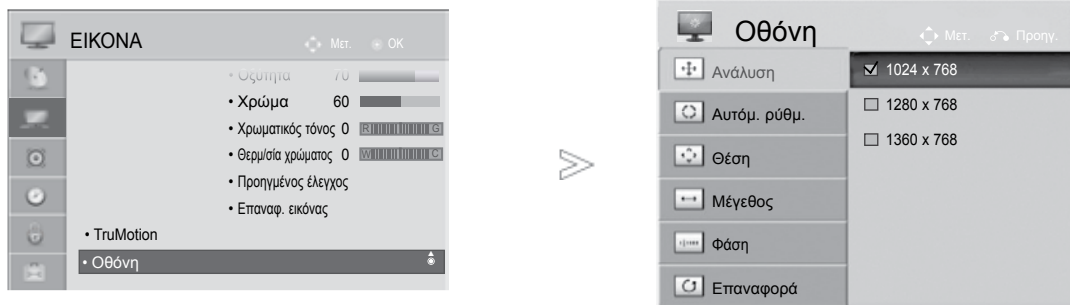 ΕΙΚΟΝΑ
Μετ. OK
• Οξύτητα 70
• Χρώμα 60
• Χρωματικός τόνος 0 R G
• Θερμ/σία χρώματος 0 W C
• Προηγμένος έλεγχος
• Επαναφ. εικόνας
• TruMotion
• Οθόνη
Οθόνη
Μετ. Προηγ.
Ανάλυση
Αυτόμ. ρύθμ.
Θέση
Μέγεθος
Φάση
Επαναφορά
1024 x 768
1280 x 768
1360 x 768